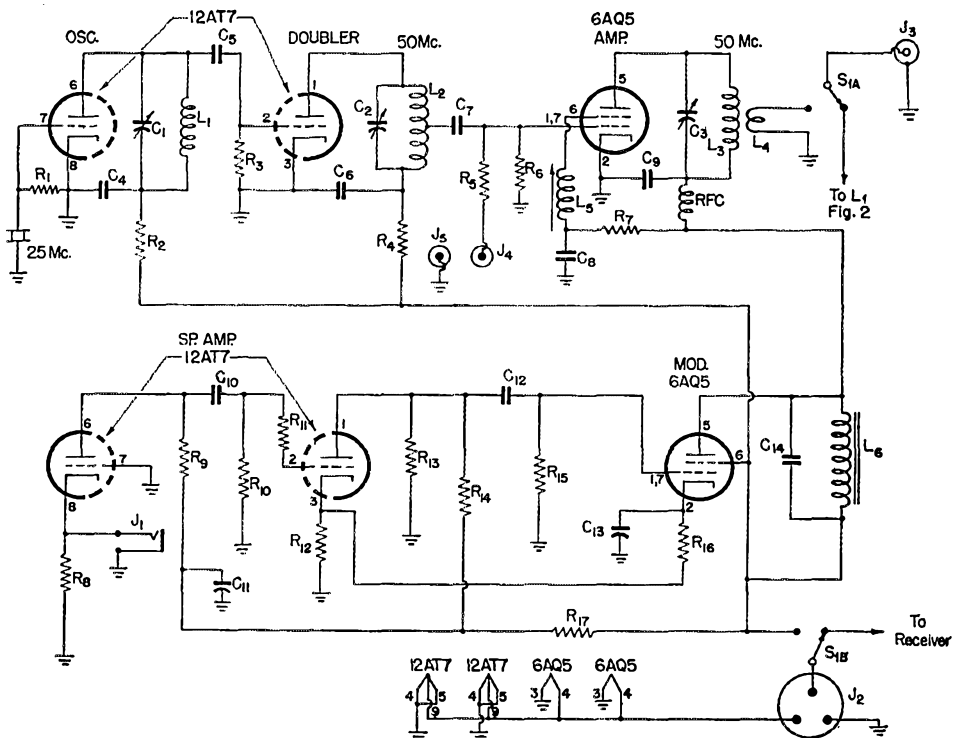 12AT7
OSC.
C5
DOUBLER
50 Mc.
6AQ5
AMP.
50 Mc.
J3
S1A
6
7
8
C1
L1
1
2
3
R3
C2
L2
C7
5
6
1,7
2
C3
L3
L4
R1
C4
C6
R5
R6
C9
L5
RFC
R7
To L1
Fig. 2
25 Mc.
R2
R4
J5
J4
C8
SP. AMP.
12AT7
C10
C12
MOD.
6AQ5
6
7
8
R9
R10
R11
1
2
3
R13
R14
R15
5
6
1,7
2
C14
L6
J1
R8
C11
R12
C13
R16
R17
To
Receiver
S1B
J2
12AT7 12AT7 6AQ5 6AQ5
4 5 4 5 3 4 3 4
9 9